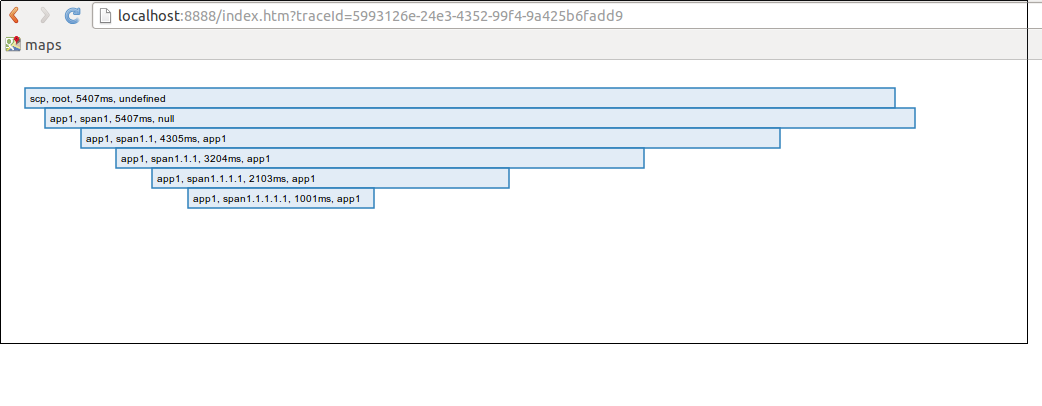 localhost:8888/index.htm?traceId=5993126e-24e3-4352-99f4-9a425b6fadd9
maps
scp, root, 5407ms, undefined
app1, span1, 5407ms, null
app1, span1.1, 4305ms, app1
app1, span1.1.1, 3204ms, app1
app1, span1.1.1.1, 2103ms, app1
app1, span1.1.1.1.1, 1001ms, app1